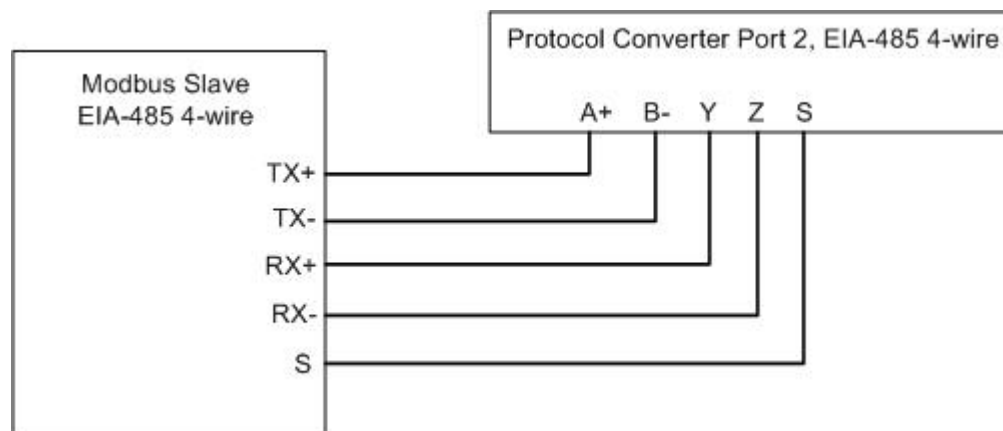 Protocol Converter Port 2, EIA-485 4-wire
A+ B- Y Z S
Modbus Slave
EIA-485 4-wire
TX+
TX-
RX+
RX-
S